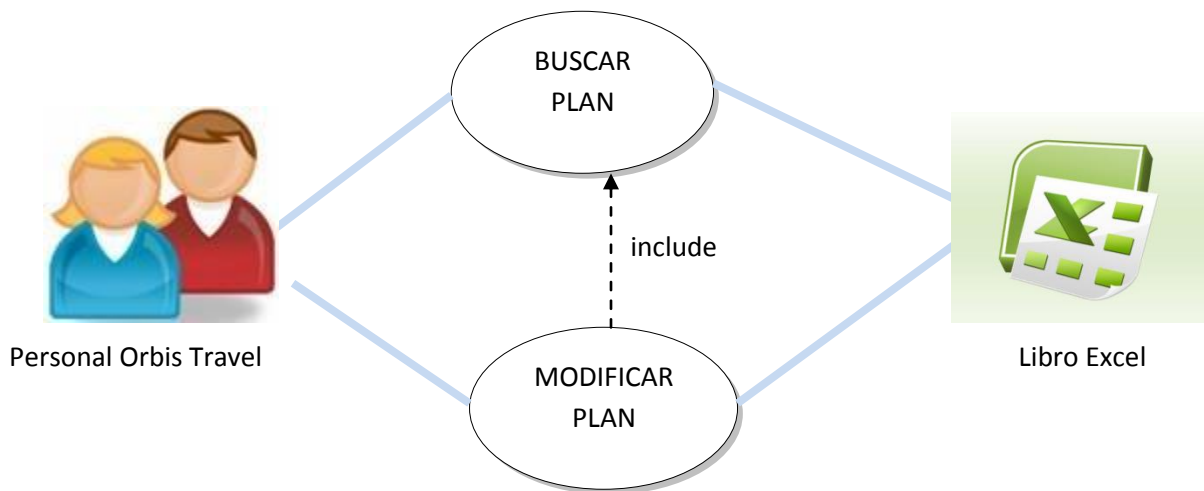 BUSCAR
PLAN
include
Personal Orbis Travel
Libro Excel
MODIFICAR
PLAN